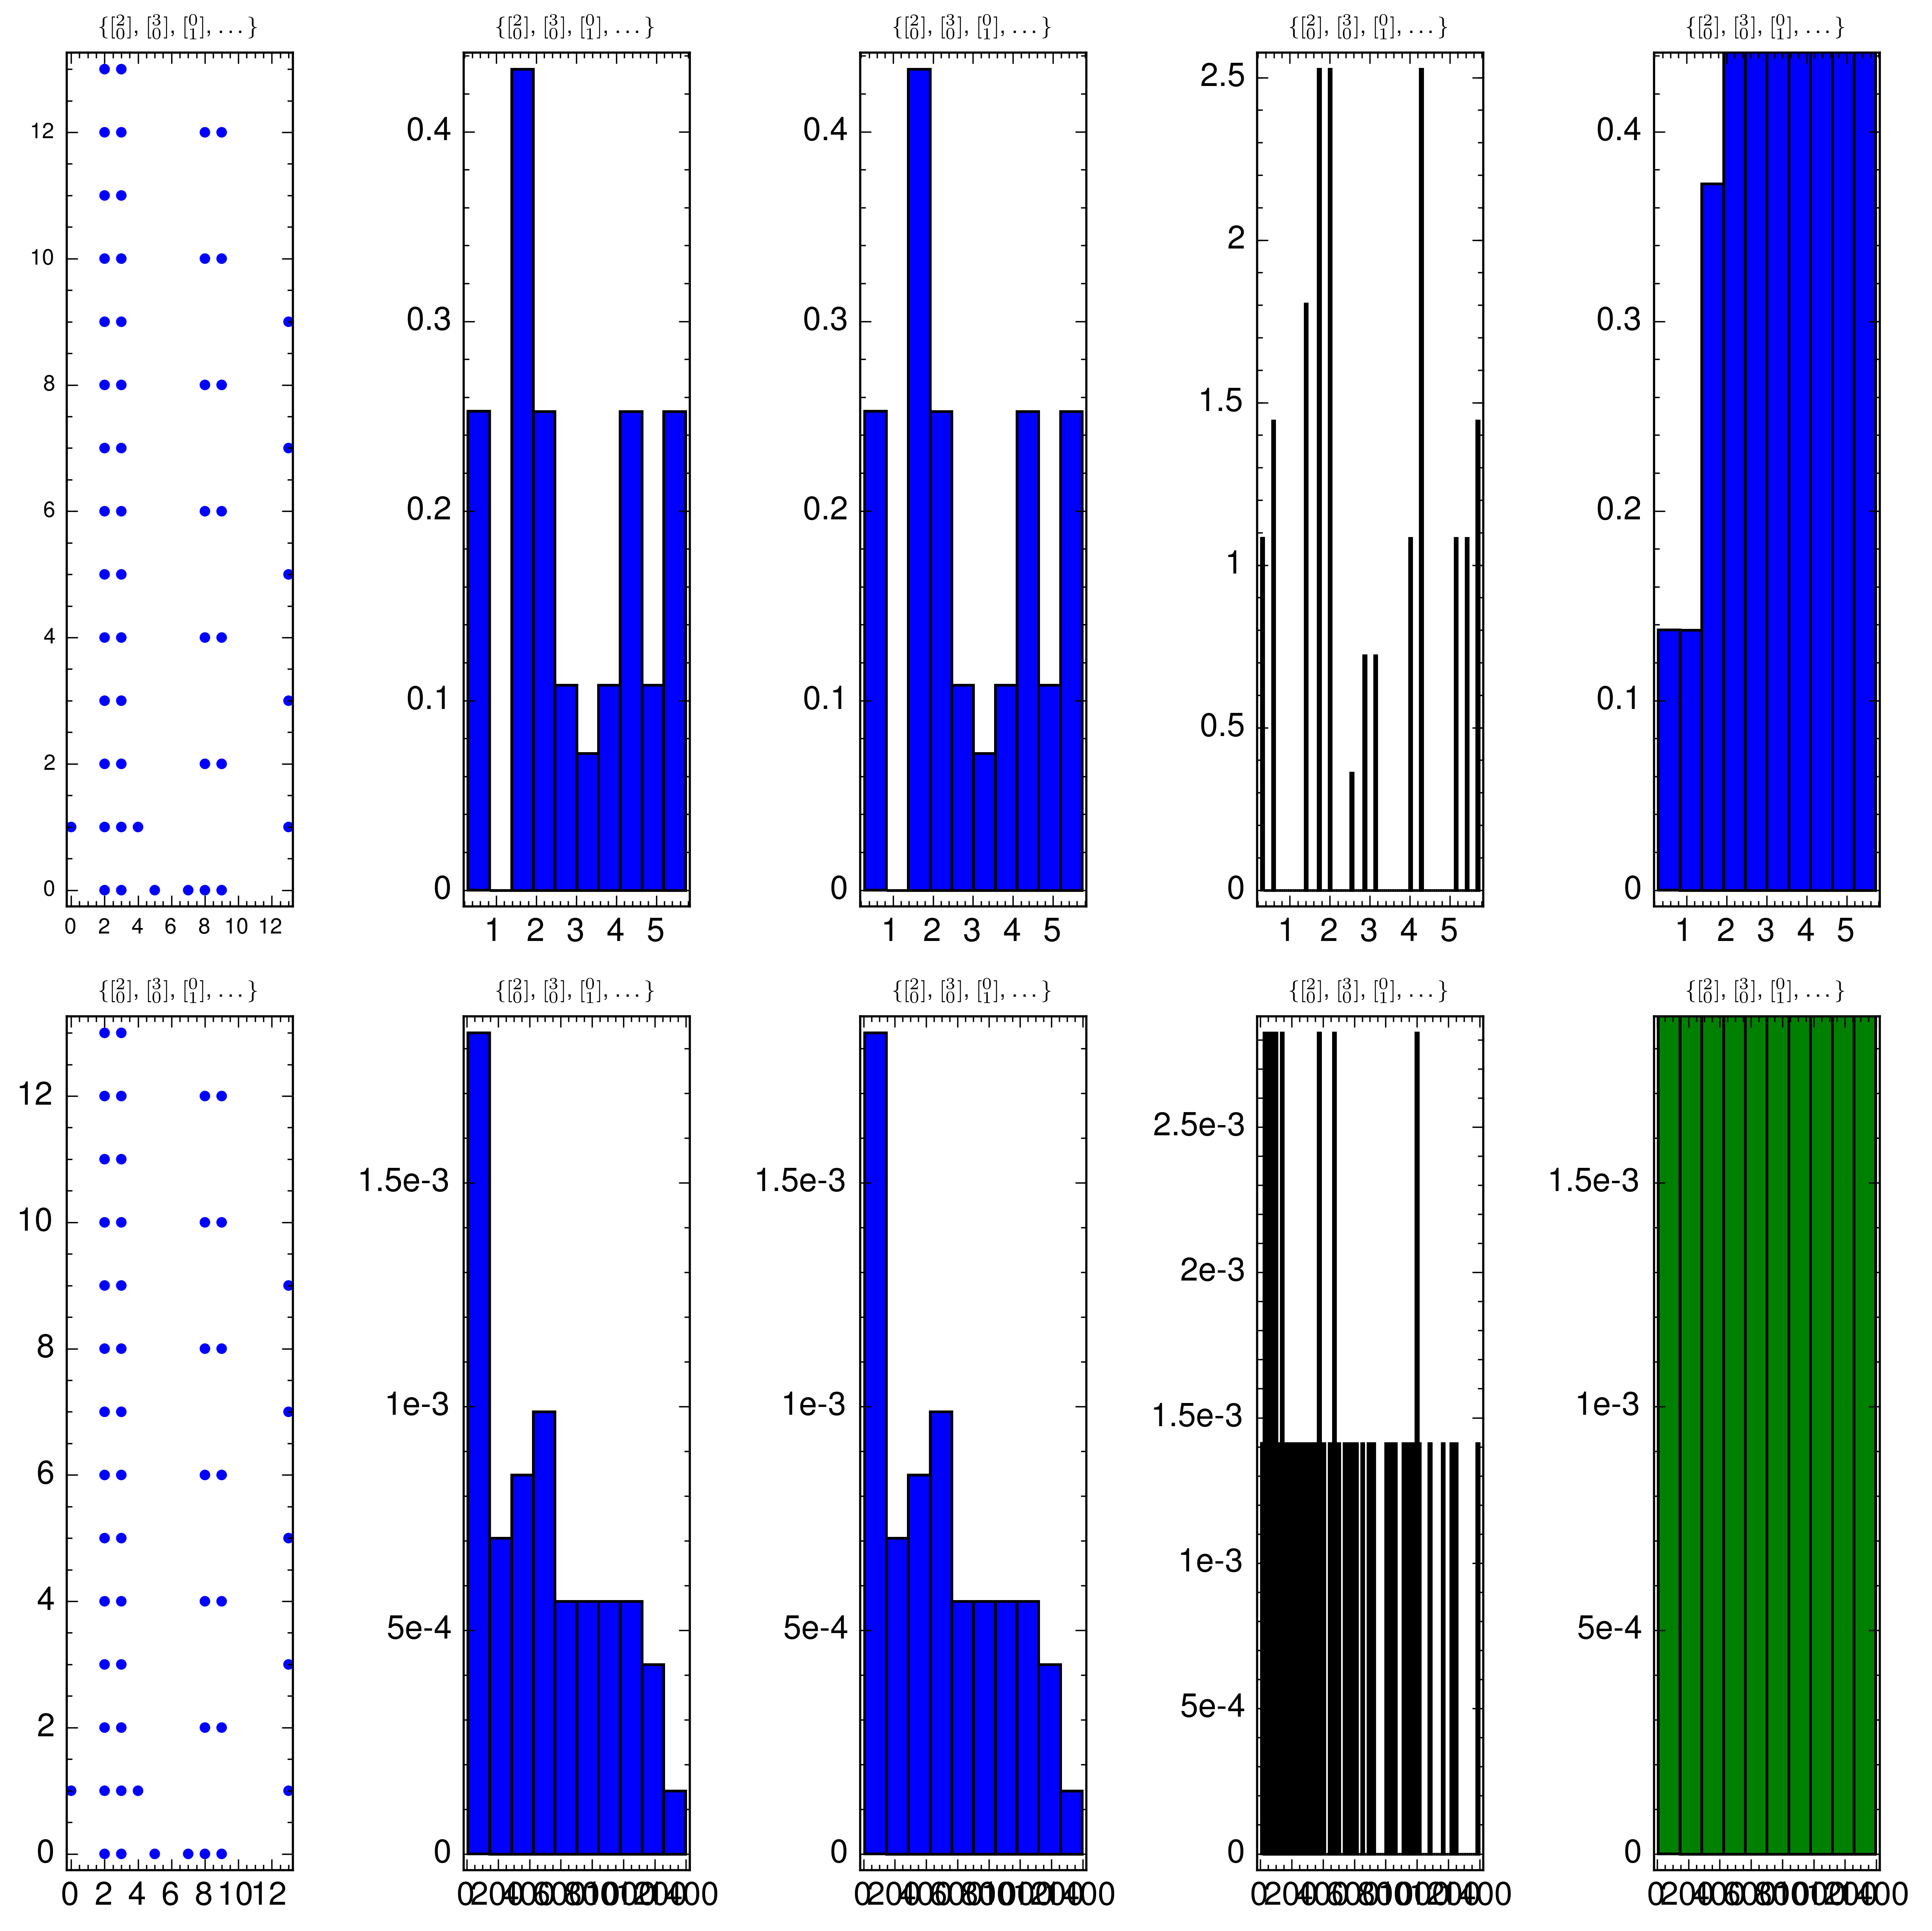 {[2 0], [3 0], [0 1], …} {[2 0], [3 0], [0 1], …} {[2 0], [3 0], [0 1], …} {[2 0], [3 0], [0 1], …} {[2 0], [3 0], [0 1], …}
12 0.4 0.4 2.5 0.4
10 0.3 0.3 2 0.3
8 0.2 0.2 1.5 0.2
6 0.1 0.1 1 0.1
4 0 0 0.5 0
2 0
0
0 2 4 6 8 10 12 1 2 3 4 5 1 2 3 4 5 1 2 3 4 5 1 2 3 4 5
{[2 0], [3 0], [0 1], …} {[2 0], [3 0], [0 1], …} {[2 0], [3 0], [0 1], …} {[2 0], [3 0], [0 1], …} {[2 0], [3 0], [0 1], …}
12 1.5e-3 1.5e-3 2.5e-3 1.5e-3
10 1e-3 1e-3 2e-3 1e-3
8 5e-4 5e-4 1.5e-3 5e-4
6 0 0 1e-3 0
4 5e-4
2 0
0
0 2 4 6 8 10 12